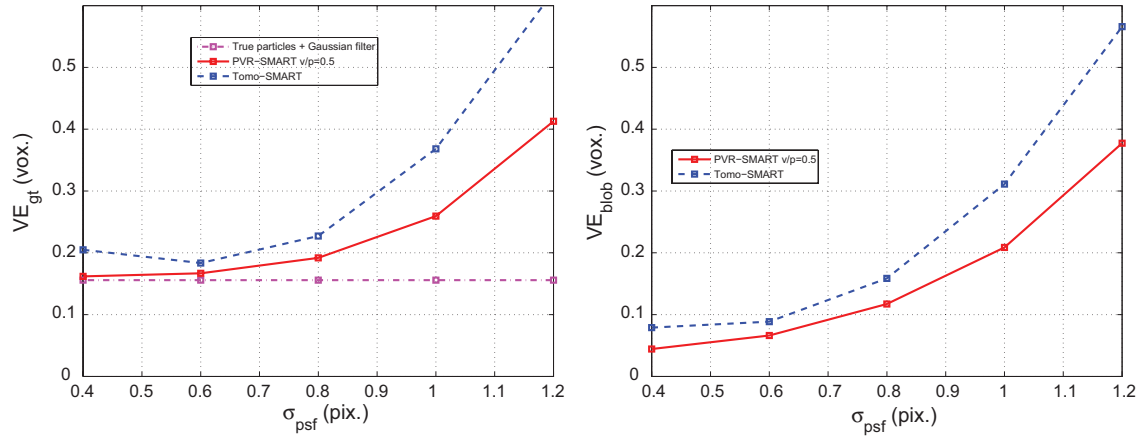 True particles + Gaussian filter
PVR−SMART v/p=0.5
Tomo−SMART
0.5
0.4
0.3
0.2
0.1
0
VE_gt (vox.)
0.4 0.5 0.6 0.7 0.8 0.9 1 1.1 1.2
σ_psf (pix.)
PVR−SMART v/p=0.5
Tomo−SMART
0.5
0.4
0.3
0.2
0.1
0
VE_blob (vox.)
0.4 0.5 0.6 0.7 0.8 0.9 1 1.1 1.2
σ_psf (pix.)